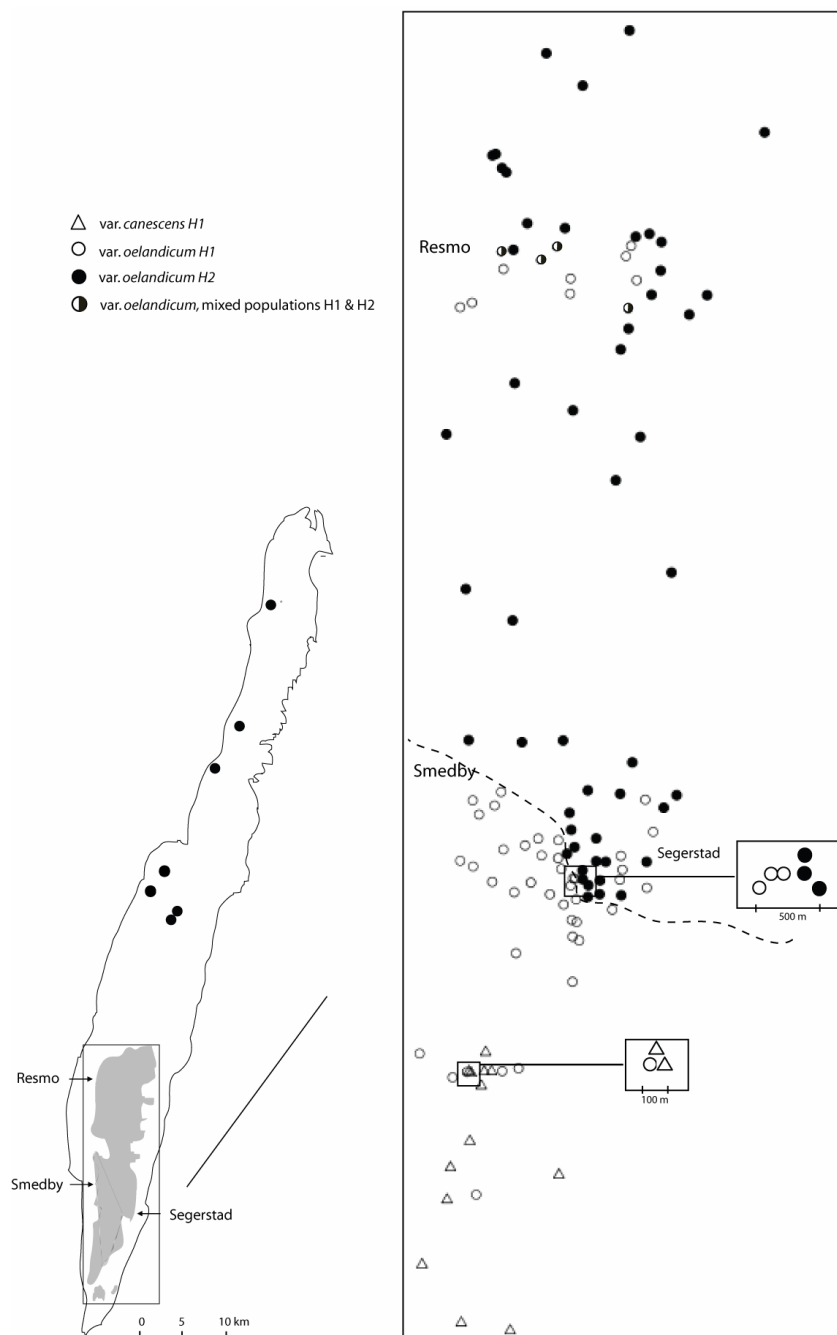 var. canescens H1
var. oelandicum H1
var. oelandicum H2
var. oelandicum, mixed populations H1 & H2
Resmo
Smedby
Segerstad
500 m
100 m
Resmo
Smedby
Segerstad
0 5 10 km